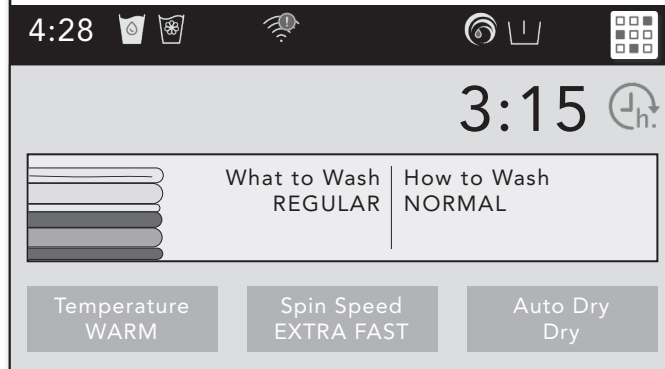 4:28
3:15 h.
What to Wash
REGULAR
How to Wash
NORMAL
Temperature
WARM
Spin Speed
EXTRA FAST
Auto Dry
Dry